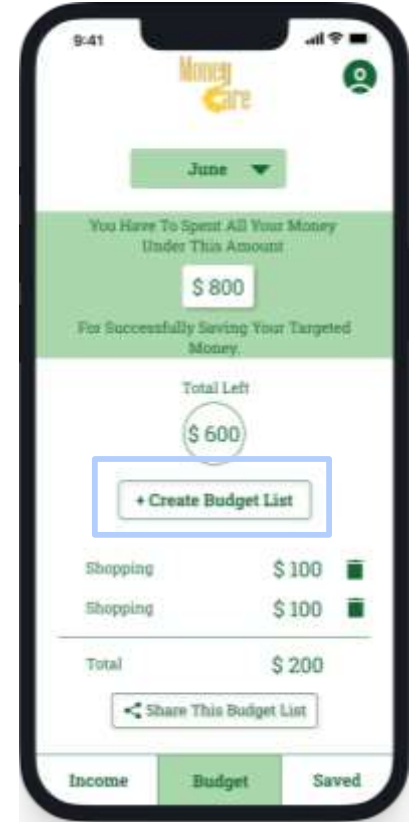 9:41
Money
Care
June
You Have To Spent All Your Money
Under This Amount
$ 800
For Successfully Saving Your Targeted
Money.
Total Left
$ 600
+ Create Budget List
Shopping $ 100
Shopping $ 100
Total $ 200
Share This Budget List
Income Budget Saved